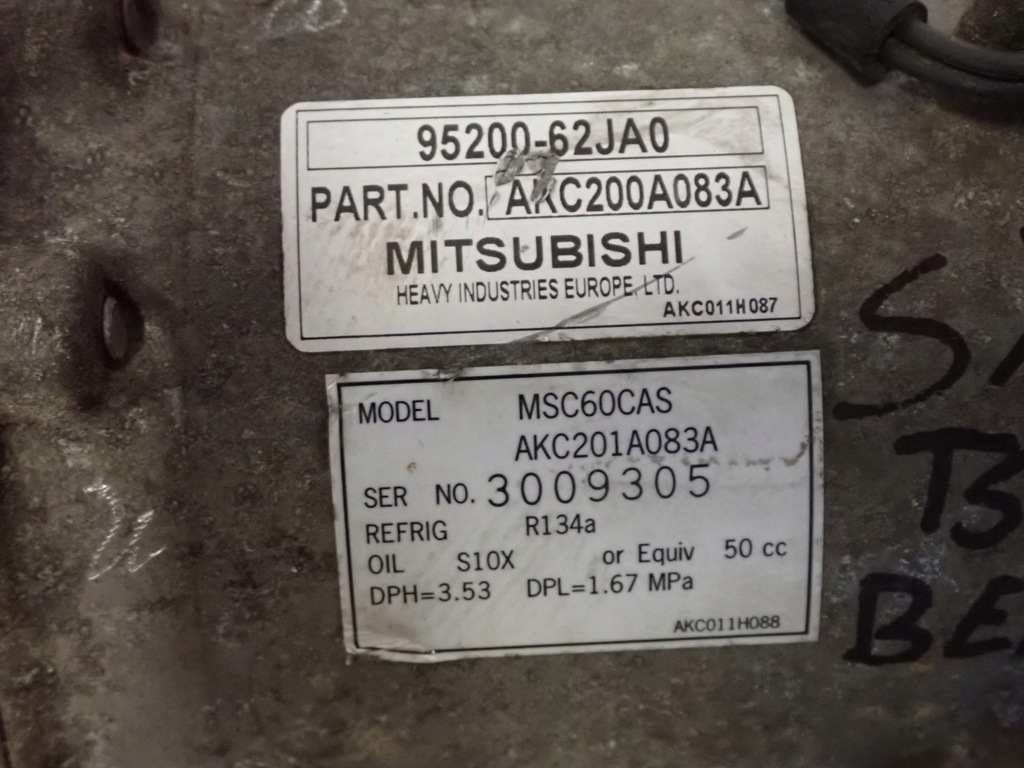 95200-62JA0
PART.NO. AKC200A083A
MITSUBISHI
HEAVY INDUSTRIES EUROPE, LTD.
AKC011H087
MODEL MSC60CAS
AKC201A083A
SER NO. 3009305
REFRIG R134a
OIL S10X or Equiv 50 cc
DPH=3.53 DPL=1.67 MPa
AKC011H088